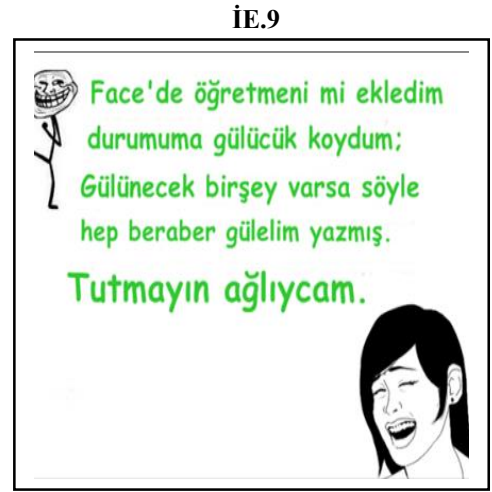 İE.9
Face'de öğretmeni mi ekledim
durumuma gülücük koydum;
Gülünecek birşey varsa söyle
hep beraber gülelim yazmış.
Tutmayın ağlıycam.